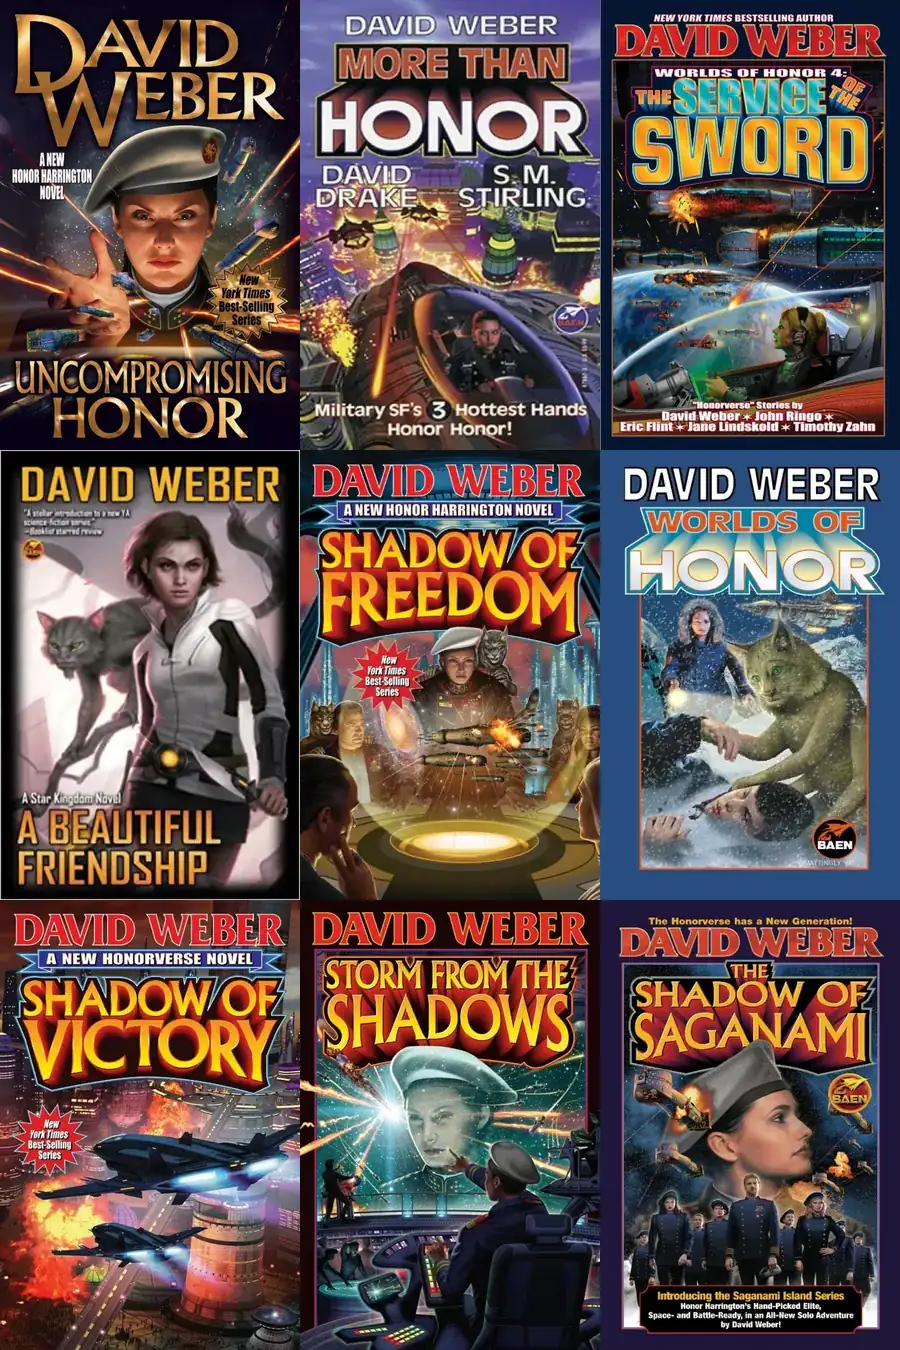 DAVID
WEBER
A NEW
HONOR HARRINGTON
NOVEL
New
York Times
Best-Selling
Series
UNCOMPROMISING
HONOR
DAVID WEBER
MORE THAN
HONOR
DAVID
DRAKE
S. M.
STIRLING
BAEN
Military SF's 3 Hottest Hands
Honor Honor!
NEW YORK TIMES BESTSELLING AUTHOR
DAVID WEBER
WORLDS OF HONOR 4:
THE SERVICE OF THE
SWORD
"Honorverse" Stories by
David Weber ✶ John Ringo ✶
Eric Flint ✶ Jane Lindskold ✶ Timothy Zahn
DAVID WEBER
"A stellar introduction to a new YA
science-fiction series."
—Booklist starred review
BAEN
A Star Kingdom Novel
A BEAUTIFUL
FRIENDSHIP
DAVID WEBER
A NEW HONOR HARRINGTON NOVEL
SHADOW OF
FREEDOM
New
York Times
Best-Selling
Series
DAVID WEBER
WORLDS OF
HONOR
BAEN
MATTINGLY
DAVID WEBER
A NEW HONORVERSE NOVEL
SHADOW OF
VICTORY
New
York Times
Best-Selling
Series
DAVID WEBER
STORM FROM THE
SHADOWS
The Honorverse has a New Generation!
DAVID WEBER
THE
SHADOW OF
SAGANAMI
BAEN
Introducing the Saganami Island Series
Honor Harrington's Hand-Picked Elite,
Space- and Battle-Ready, in an All-New Solo Adventure
by David Weber!